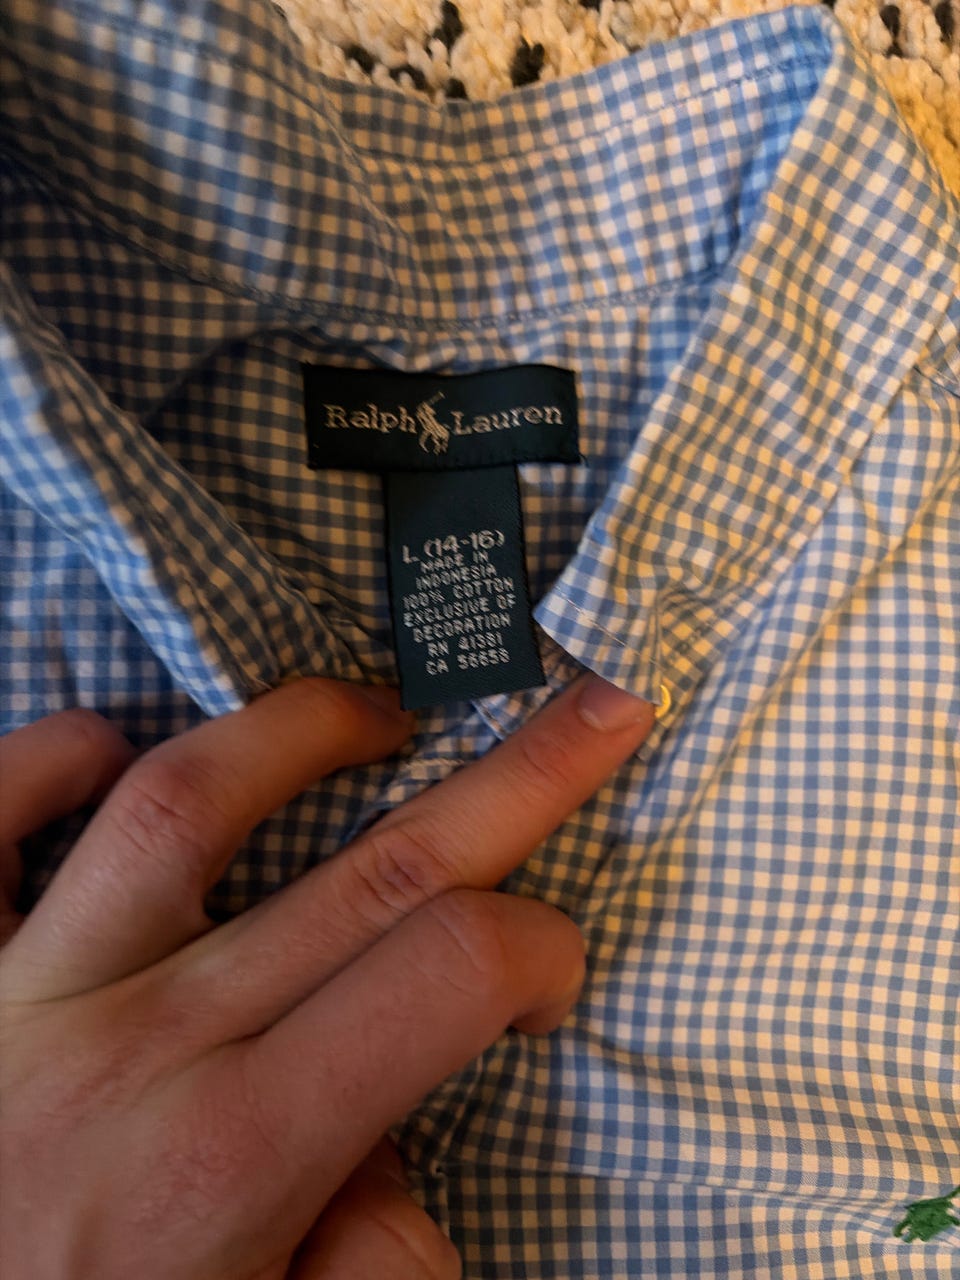 Ralph Lauren
L (14-16)
MADE IN
INDONESIA
100% COTTON
EXCLUSIVE OF
DECORATION
RN 41381
CA 56658